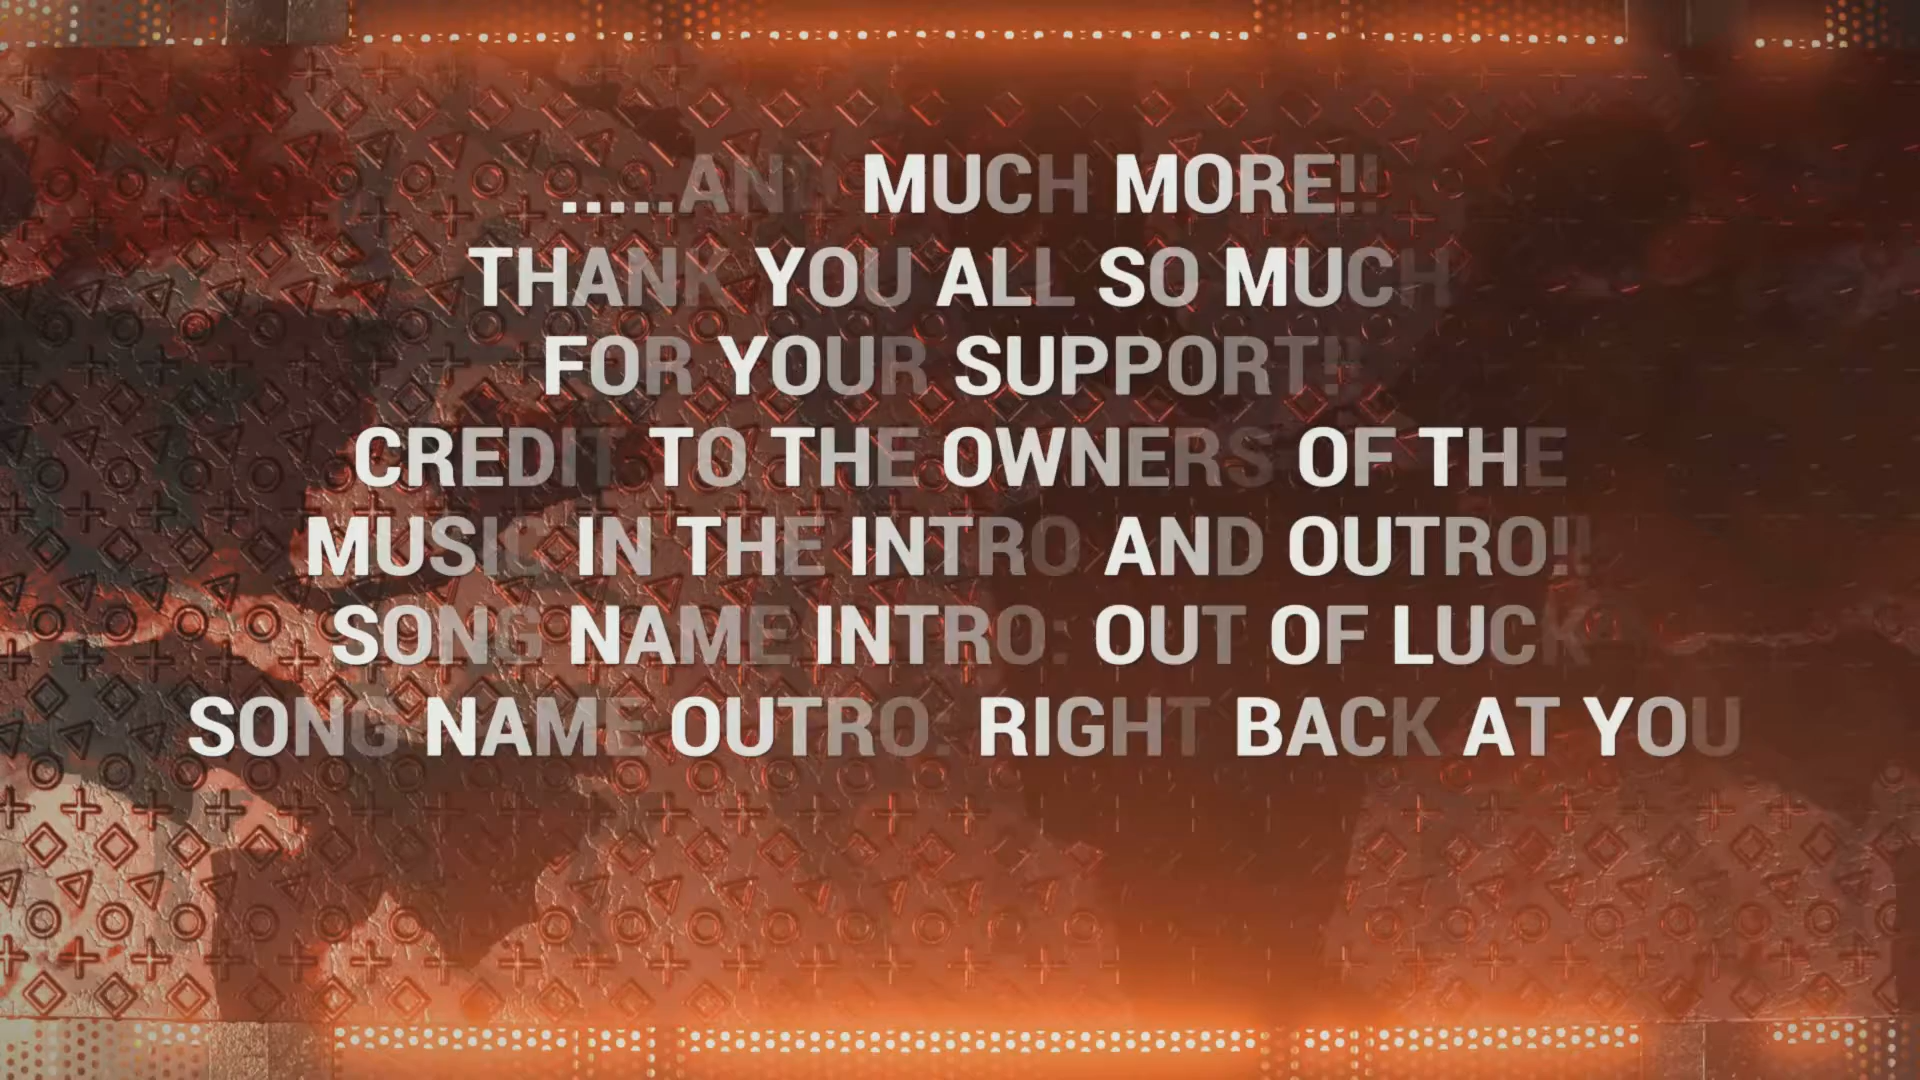 .....AND MUCH MORE!!
THANK YOU ALL SO MUCH
FOR YOUR SUPPORT!!
CREDIT TO THE OWNERS OF THE
MUSIC IN THE INTRO AND OUTRO!!
SONG NAME INTRO: OUT OF LUCK
SONG NAME OUTRO: RIGHT BACK AT YOU